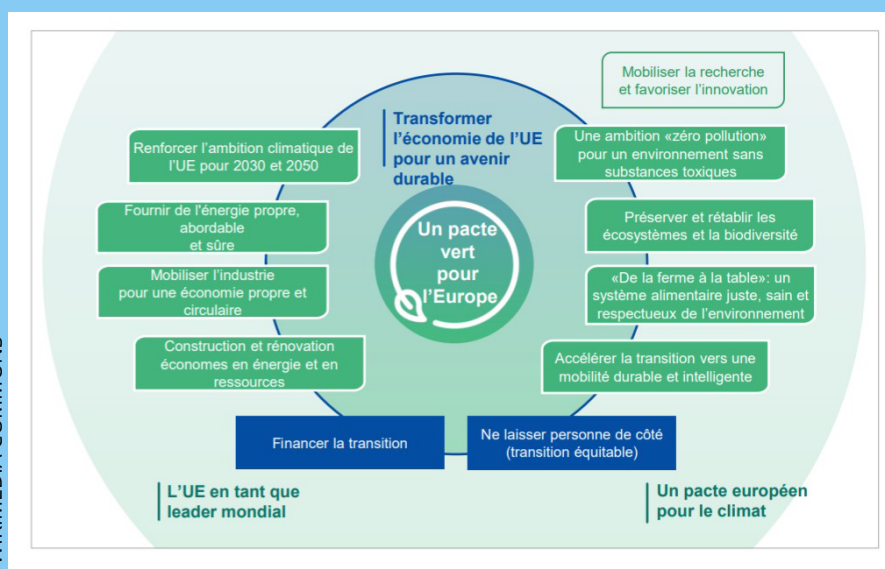 Mobiliser la recherche
et favoriser l'innovation
Transformer
l'économie de l'UE
pour un avenir
durable
Renforcer l'ambition climatique de
l'UE pour 2030 et 2050
Une ambition «zéro pollution»
pour un environnement sans
substances toxiques
Fournir de l'énergie propre,
abordable
et sûre
Préserver et rétablir les
écosystèmes et la biodiversité
Un pacte
vert
pour
l'Europe
Mobiliser l'industrie
pour une économie propre et
circulaire
«De la ferme à la table»: un
système alimentaire juste, sain et
respectueux de l'environnement
Construction et rénovation
économes en énergie et en
ressources
Accélérer la transition vers une
mobilité durable et intelligente
Financer la transition
Ne laisser personne de côté
(transition équitable)
L'UE en tant que
leader mondial
Un pacte européen
pour le climat
WIKIMEDIA COMMONS